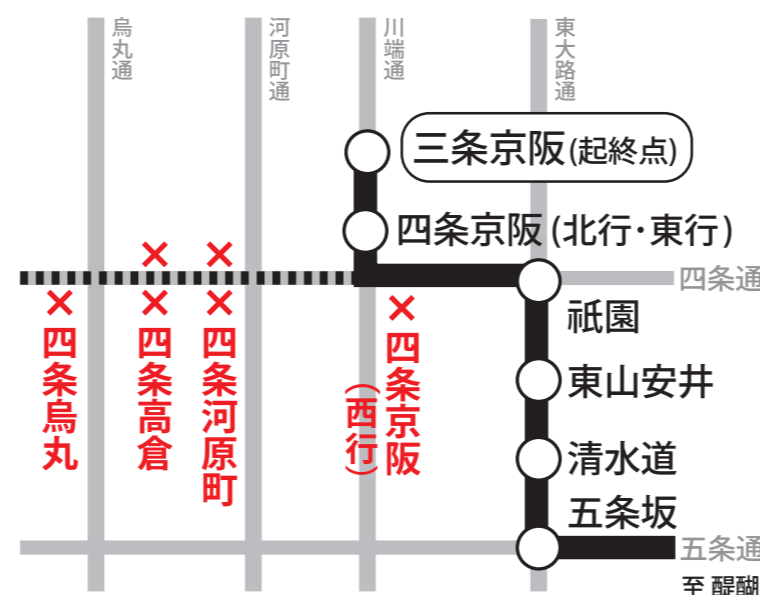 烏丸通
河原町通
川端通
東大路通
三条京阪(起終点)
四条京阪(北行・東行)
四条通
祇園
東山安井
清水道
五条坂
五条通
至 醍醐
×四条烏丸
×
×四条高倉
×
×四条河原町
×四条京阪
(西行)